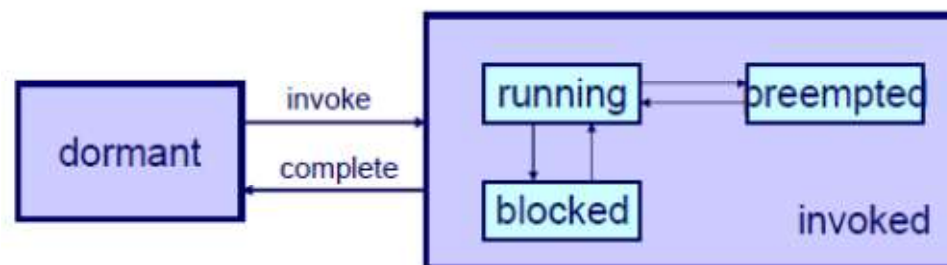 invoke
running
preempted
dormant
complete
blocked
invoked